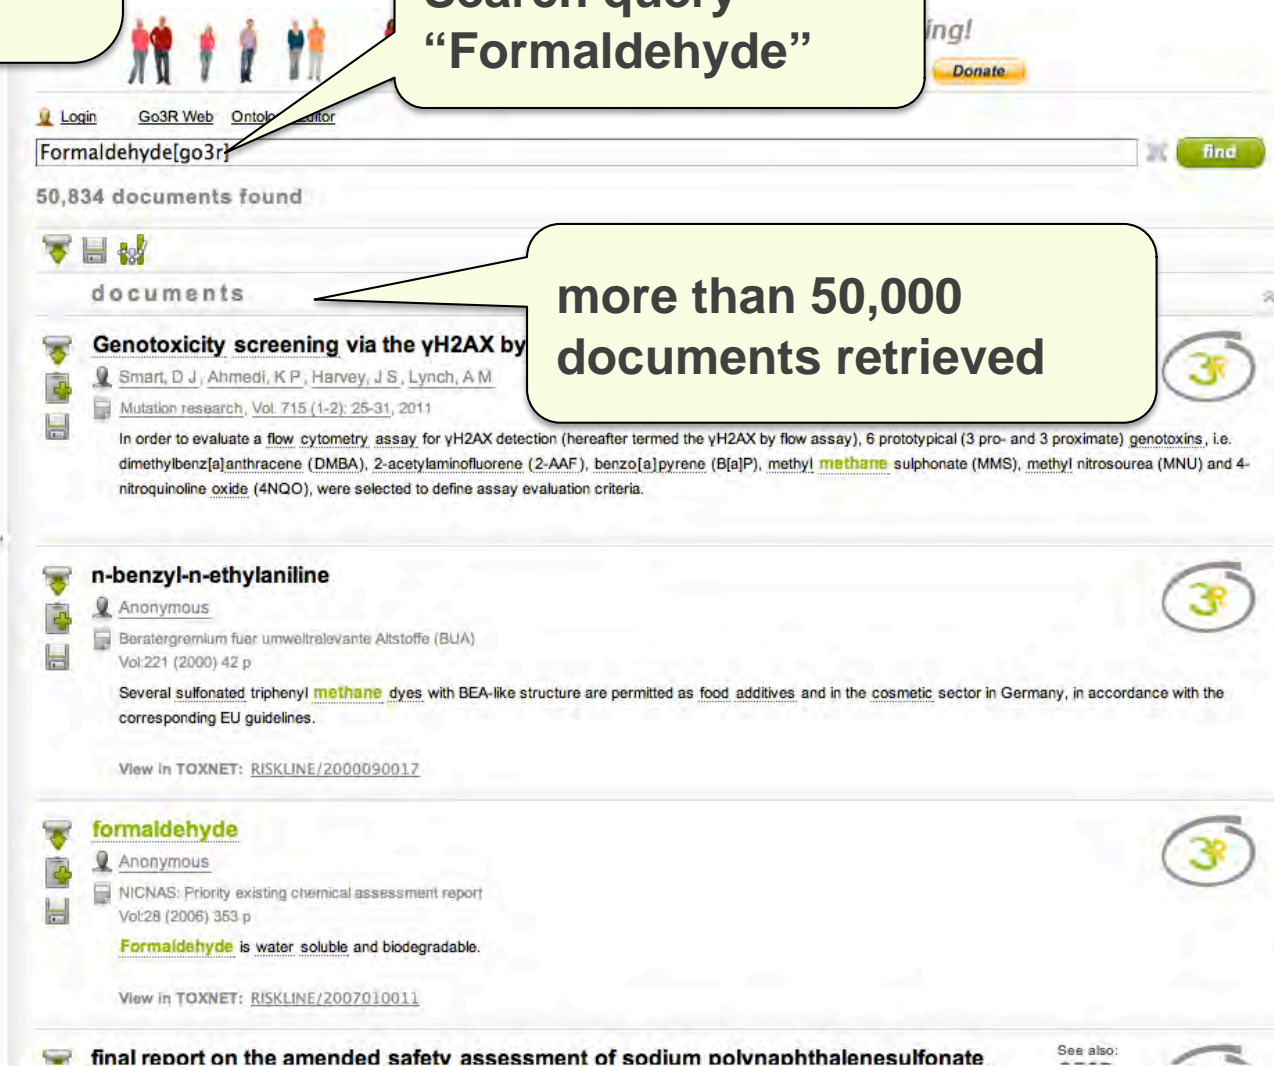 Search query
“Formaldehyde”
ing!
Donate
Login Go3R Web Ontology Editor
Formaldehyde[go3r]
find
50,834 documents found
documents
more than 50,000
documents retrieved
Genotoxicity screening via the γH2AX by
Smart, D J, Ahmedi, K P, Harvey, J S, Lynch, A M
Mutation research, Vol. 715 (1-2): 25-31, 2011
In order to evaluate a flow cytometry assay for γH2AX detection (hereafter termed the γH2AX by flow assay), 6 prototypical (3 pro- and 3 proximate) genotoxins, i.e.
dimethylbenz[a]anthracene (DMBA), 2-acetylaminofluorene (2-AAF), benzo[a]pyrene (B[a]P), methyl methane sulphonate (MMS), methyl nitrosourea (MNU) and 4-
nitroquinoline oxide (4NQO), were selected to define assay evaluation criteria.
3R
n-benzyl-n-ethylaniline
Anonymous
Beratergremium fuer umweltrelevante Altstoffe (BUA)
Vol:221 (2000) 42 p
Several sulfonated triphenyl methane dyes with BEA-like structure are permitted as food additives and in the cosmetic sector in Germany, in accordance with the
corresponding EU guidelines.
View in TOXNET: RISKLINE/2000090017
3R
formaldehyde
Anonymous
NICNAS: Priority existing chemical assessment report
Vol:28 (2006) 353 p
Formaldehyde is water soluble and biodegradable.
View in TOXNET: RISKLINE/2007010011
3R
final report on the amended safety assessment of sodium polynaphthalenesulfonate
See also: